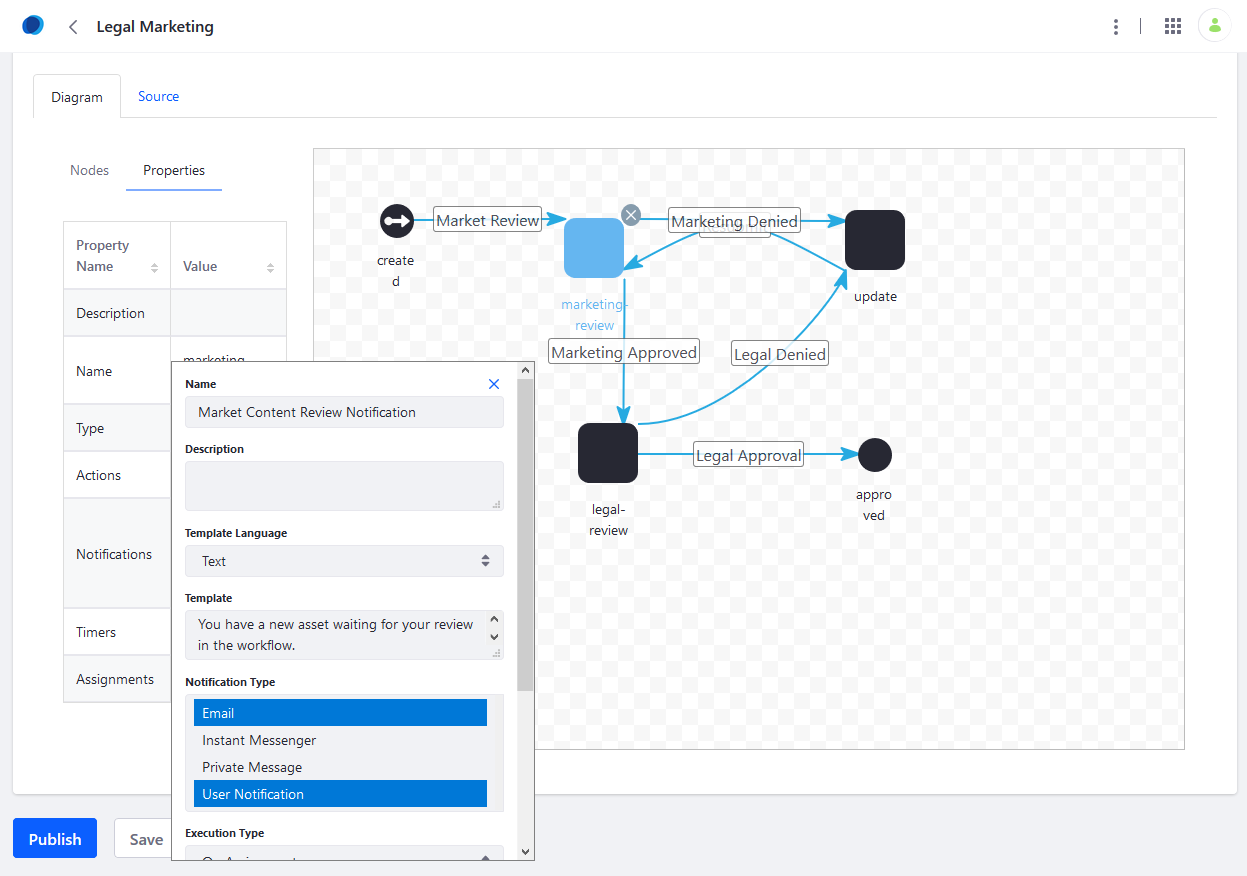 Legal Marketing
Diagram
Source
Nodes
Properties
Property
Name
Value
Description
Name
marketing
Type
Actions
Notifications
Timers
Assignments
Market Review
Marketing Denied
create
d
marketing-
review
update
Marketing Approved
Legal Denied
Legal Approval
legal-
review
appro
ved
Name
Market Content Review Notification
Description
Template Language
Text
Template
You have a new asset waiting for your review
in the workflow.
Notification Type
Email
Instant Messenger
Private Message
User Notification
Execution Type
Publish
Save